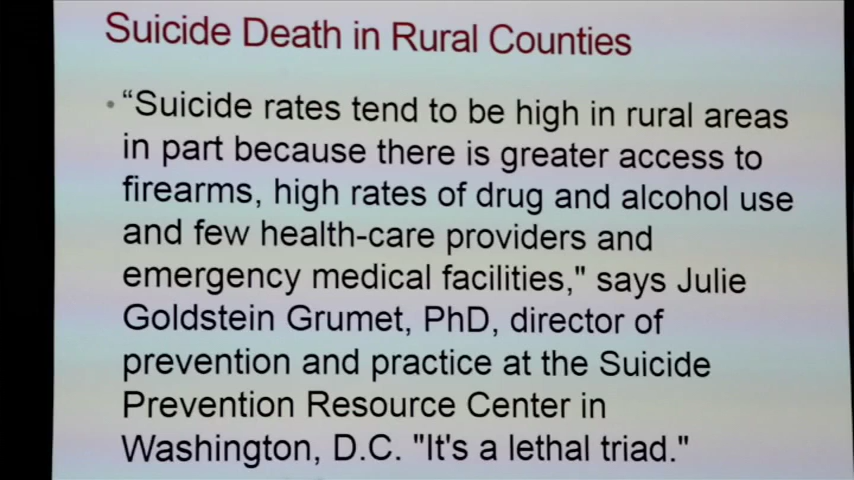 Suicide Death in Rural Counties
• “Suicide rates tend to be high in rural areas
in part because there is greater access to
firearms, high rates of drug and alcohol use
and few health-care providers and
emergency medical facilities," says Julie
Goldstein Grumet, PhD, director of
prevention and practice at the Suicide
Prevention Resource Center in
Washington, D.C. "It's a lethal triad."